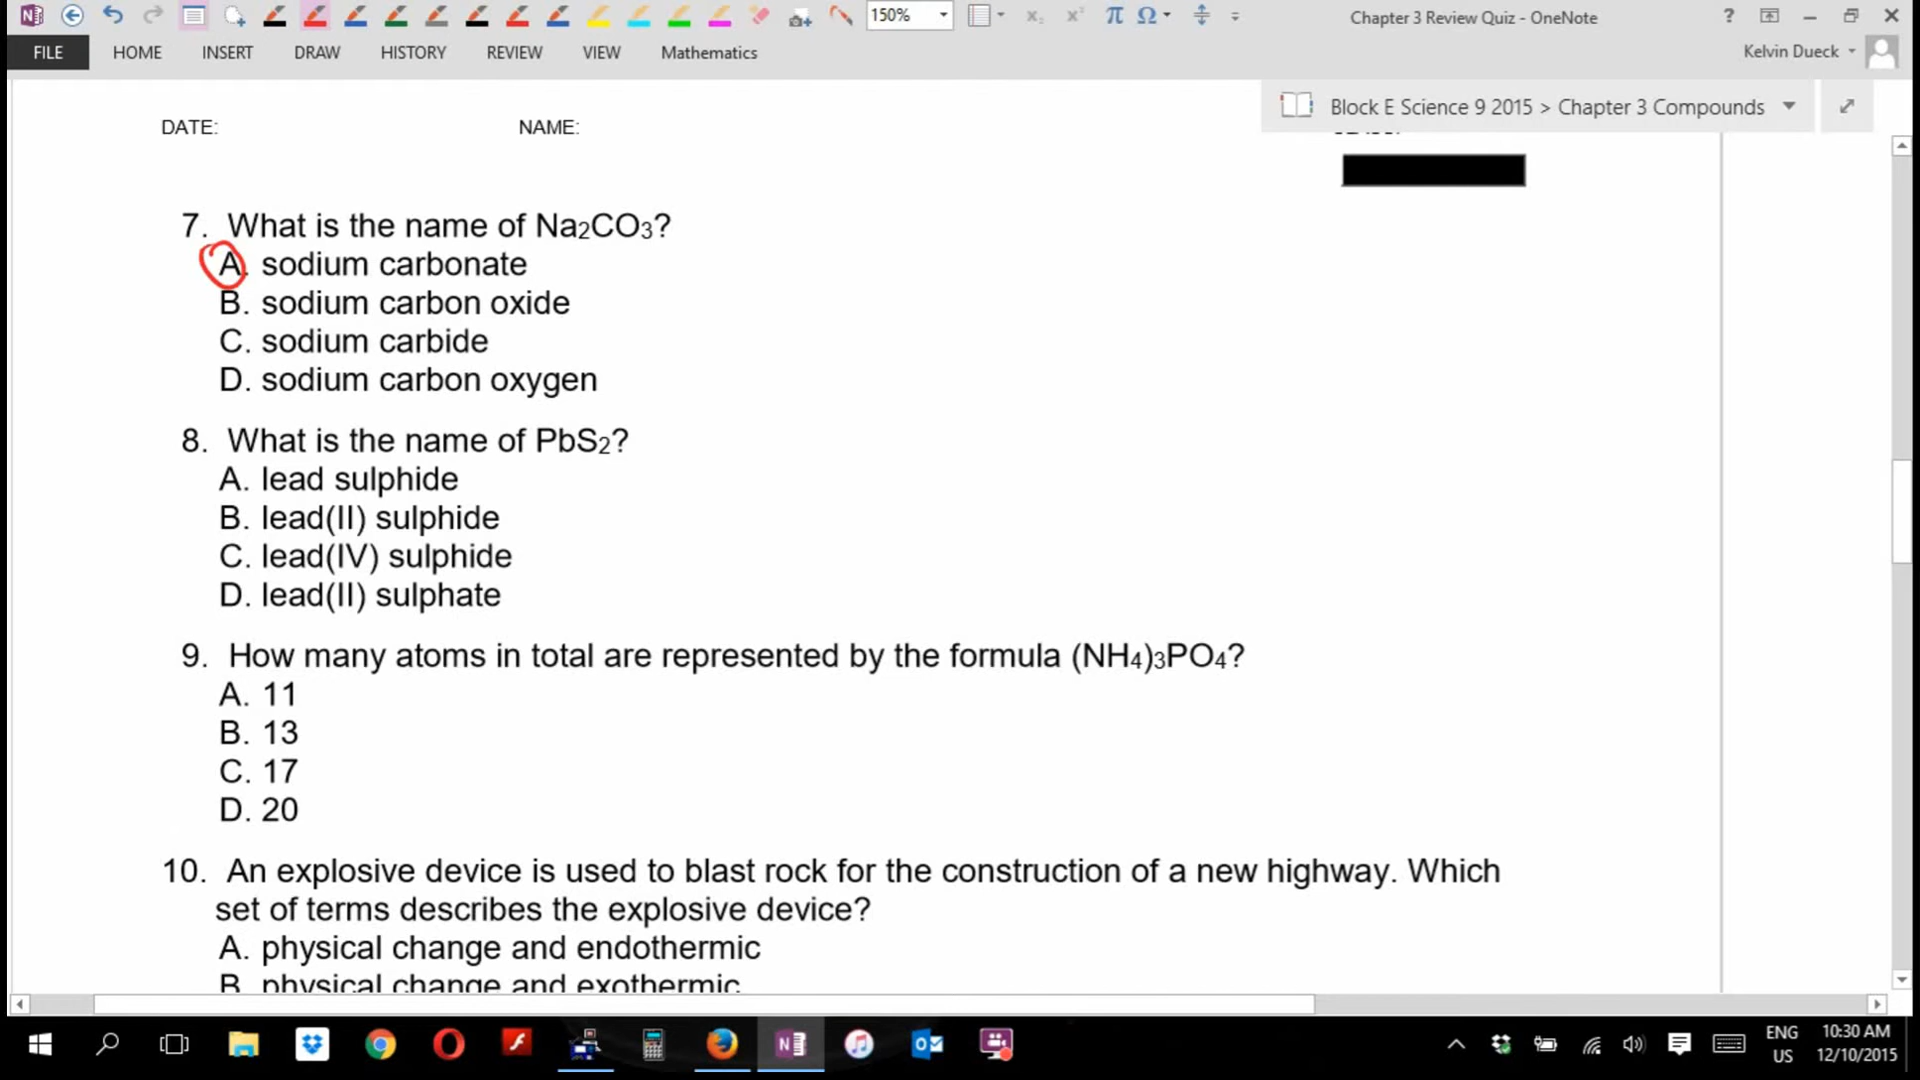 150%
Chapter 3 Review Quiz - OneNote
FILE HOME INSERT DRAW HISTORY REVIEW VIEW Mathematics
Kelvin Dueck
Block E Science 9 2015 > Chapter 3 Compounds
DATE: NAME:
7. What is the name of Na2CO3?
A. sodium carbonate
B. sodium carbon oxide
C. sodium carbide
D. sodium carbon oxygen
8. What is the name of PbS2?
A. lead sulphide
B. lead(II) sulphide
C. lead(IV) sulphide
D. lead(II) sulphate
9. How many atoms in total are represented by the formula (NH4)3PO4?
A. 11
B. 13
C. 17
D. 20
10. An explosive device is used to blast rock for the construction of a new highway. Which
set of terms describes the explosive device?
A. physical change and endothermic
B. physical change and exothermic
ENG
US
10:30 AM
12/10/2015